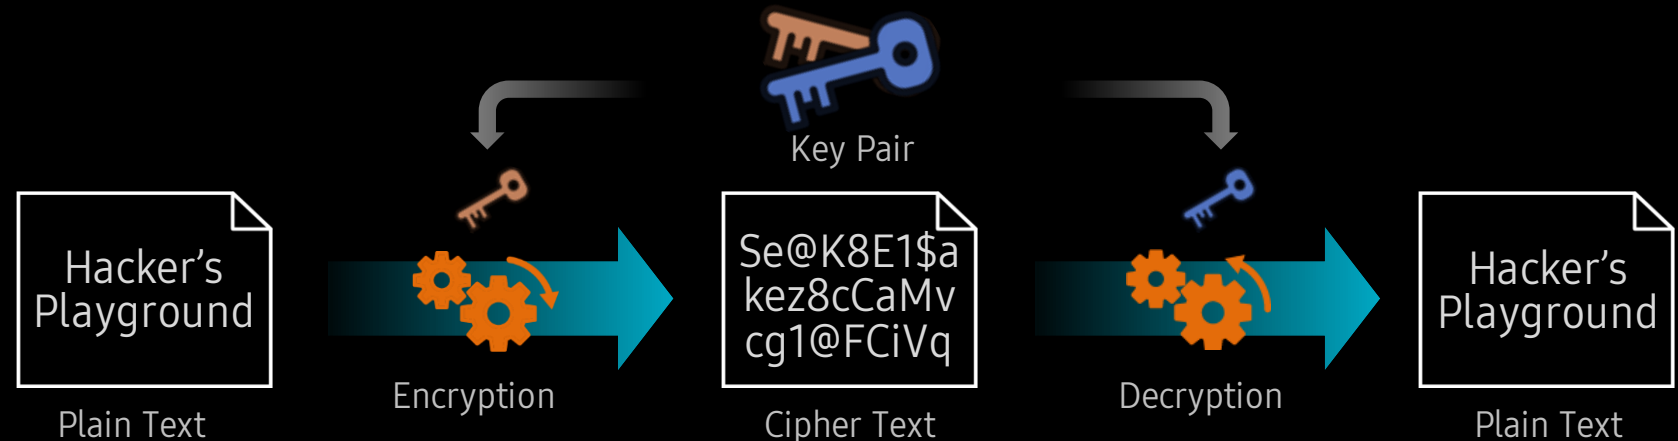 Key Pair
Hacker’s
Playground
Plain Text
Encryption
Se@K8E1$a
kez8cCaMv
cg1@FCiVq
Cipher Text
Decryption
Hacker’s
Playground
Plain Text